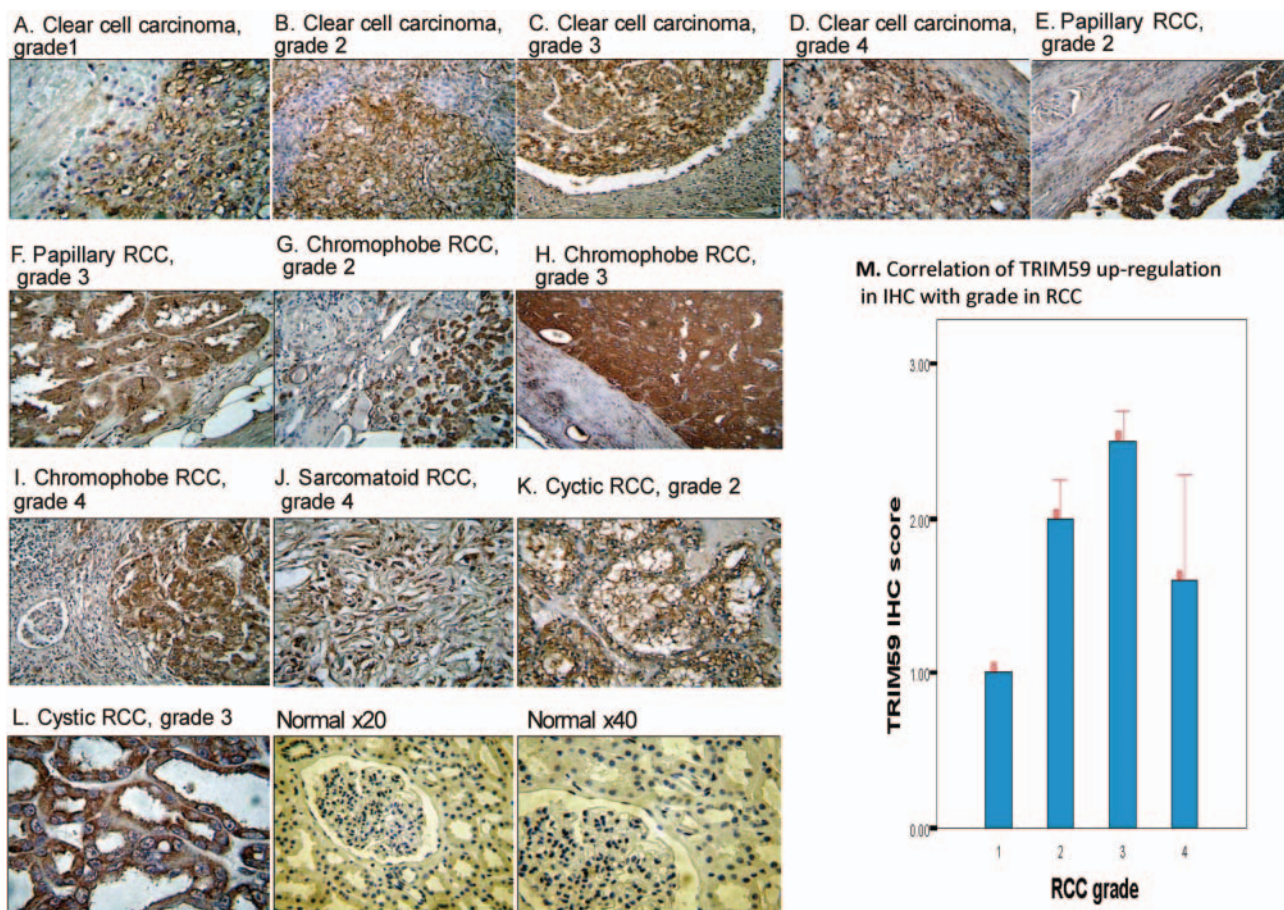 A. Clear cell carcinoma,
grade1
B. Clear cell carcinoma,
grade 2
C. Clear cell carcinoma,
grade 3
D. Clear cell carcinoma,
grade 4
E. Papillary RCC,
grade 2
F. Papillary RCC,
grade 3
G. Chromophobe RCC,
grade 2
H. Chromophobe RCC,
grade 3
I. Chromophobe RCC,
grade 4
J. Sarcomatoid RCC,
grade 4
K. Cyctic RCC, grade 2
L. Cystic RCC, grade 3
Normal x20
Normal x40
M. Correlation of TRIM59 up-regulation
in IHC with grade in RCC
TRIM59 IHC score
3.00
2.00
1.00
0.00
1 2 3 4
RCC grade